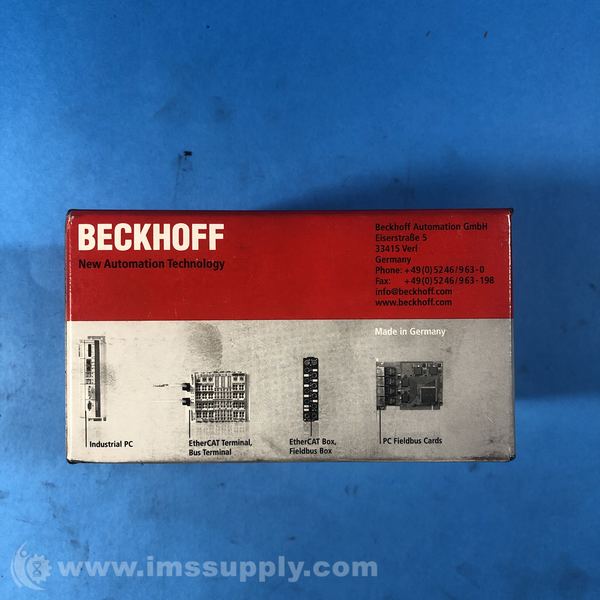 BECKHOFF
New Automation Technology
Beckhoff Automation GmbH
Eiserstraße 5
33415 Verl
Germany
Phone: +49(0)5246/963-0
Fax: +49(0)5246/963-198
info@beckhoff.com
www.beckhoff.com
Made in Germany
Industrial PC
EtherCAT Terminal,
Bus Terminal
EtherCAT Box,
Fieldbus Box
PC Fieldbus Cards
www.imssupply.com